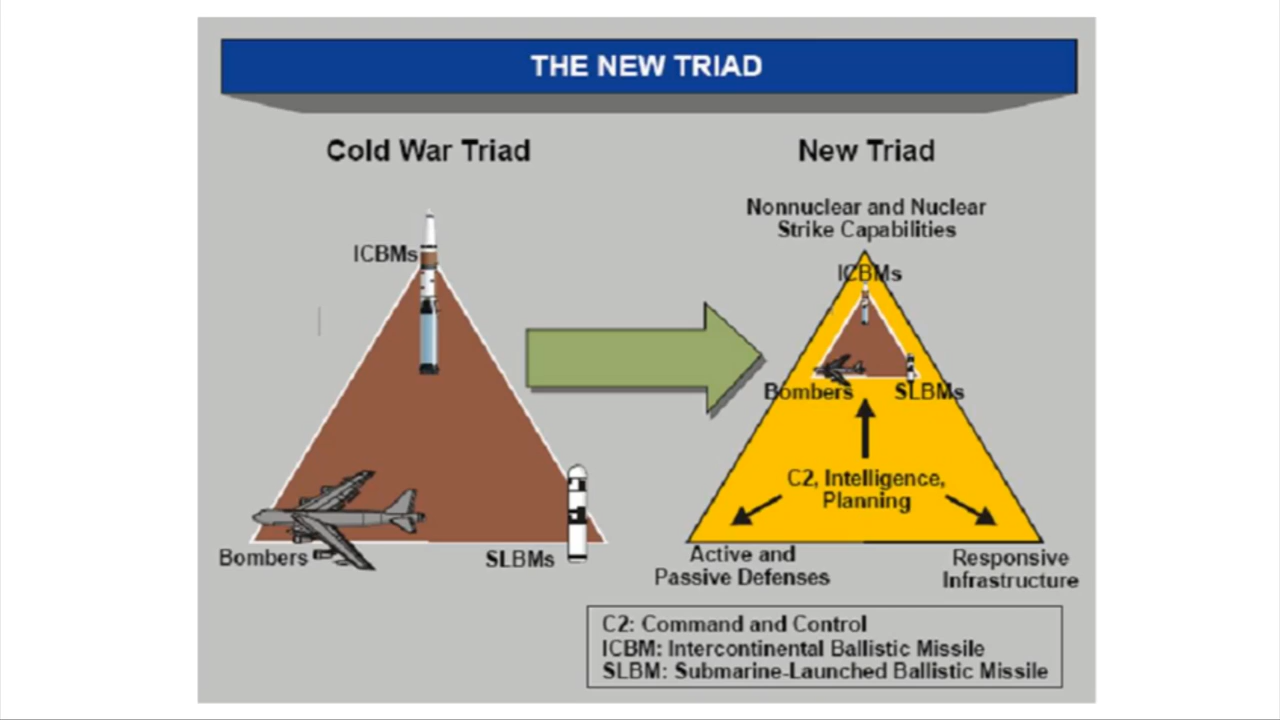 THE NEW TRIAD
Cold War Triad
ICBMs
Bombers
SLBMs
New Triad
Nonnuclear and Nuclear
Strike Capabilities
ICBMs
Bombers
SLBMs
C2, Intelligence,
Planning
Active and
Passive Defenses
Responsive
Infrastructure
C2: Command and Control
ICBM: Intercontinental Ballistic Missile
SLBM: Submarine-Launched Ballistic Missile